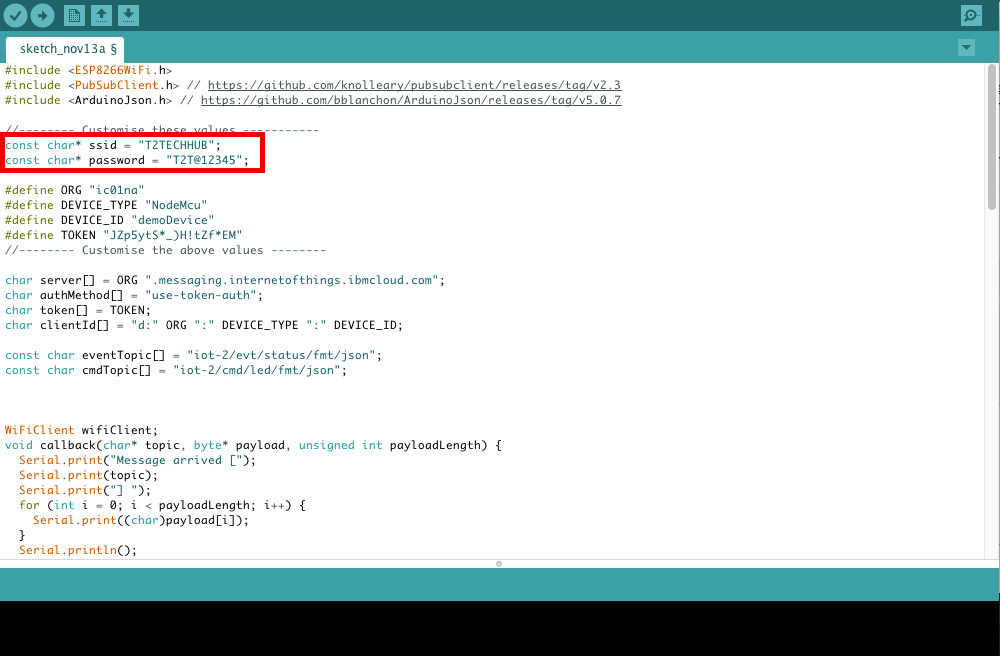 sketch_nov13a §
#include <ESP8266WiFi.h>
#include <PubSubClient.h> // https://github.com/knolleary/pubsubclient/releases/tag/v2.3
#include <ArduinoJson.h> // https://github.com/bblanchon/ArduinoJson/releases/tag/v5.0.7
//-------- Customise these values -----------
const char* ssid = "T2TECHHUB";
const char* password = "T2T@12345";
#define ORG "ic01na"
#define DEVICE_TYPE "NodeMcu"
#define DEVICE_ID "demoDevice"
#define TOKEN "JZp5ytS*_)H!tZf*EM"
//-------- Customise the above values --------
char server[] = ORG ".messaging.internetofthings.ibmcloud.com";
char authMethod[] = "use-token-auth";
char token[] = TOKEN;
char clientId[] = "d:" ORG ":" DEVICE_TYPE ":" DEVICE_ID;
const char eventTopic[] = "iot-2/evt/status/fmt/json";
const char cmdTopic[] = "iot-2/cmd/led/fmt/json";
WiFiClient wifiClient;
void callback(char* topic, byte* payload, unsigned int payloadLength) {
Serial.print("Message arrived [");
Serial.print(topic);
Serial.print("] ");
for (int i = 0; i < payloadLength; i++) {
Serial.print((char)payload[i]);
}
Serial.println();